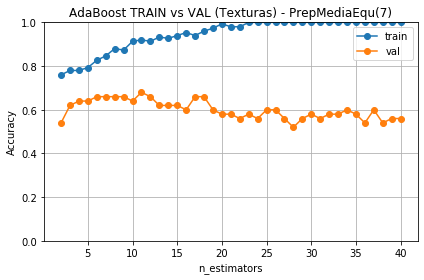 AdaBoost TRAIN vs VAL (Texturas) - PrepMediaEqu(7)
1.0
0.8
0.6
0.4
0.2
0.0
Accuracy
train
val
5 10 15 20 25 30 35 40
n_estimators